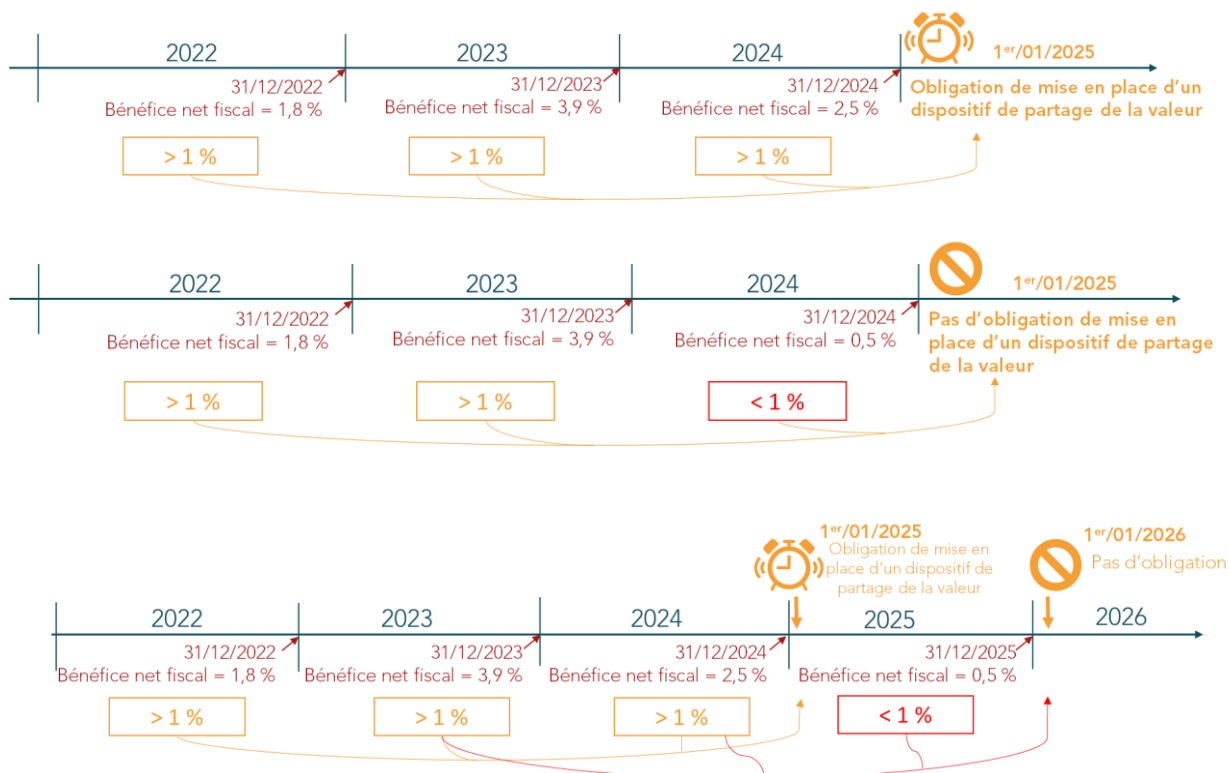 2022
2023
2024
1er/01/2025
31/12/2022
Bénéfice net fiscal = 1,8 %
31/12/2023
Bénéfice net fiscal = 3,9 %
31/12/2024
Bénéfice net fiscal = 2,5 %
Obligation de mise en place d'un
dispositif de partage de la valeur
> 1 %
> 1 %
> 1 %
2022
2023
2024
1er/01/2025
31/12/2022
Bénéfice net fiscal = 1,8 %
31/12/2023
Bénéfice net fiscal = 3,9 %
31/12/2024
Bénéfice net fiscal = 0,5 %
Pas d'obligation de mise en
place d'un dispositif de partage
de la valeur
> 1 %
> 1 %
< 1 %
1er/01/2025
Obligation de mise en
place d'un dispositif de
partage de la valeur
1er/01/2026
Pas d'obligation
2022
2023
2024
2025
2026
31/12/2022
Bénéfice net fiscal = 1,8 %
31/12/2023
Bénéfice net fiscal = 3,9 %
31/12/2024
Bénéfice net fiscal = 2,5 %
31/12/2025
Bénéfice net fiscal = 0,5 %
> 1 %
> 1 %
> 1 %
< 1 %